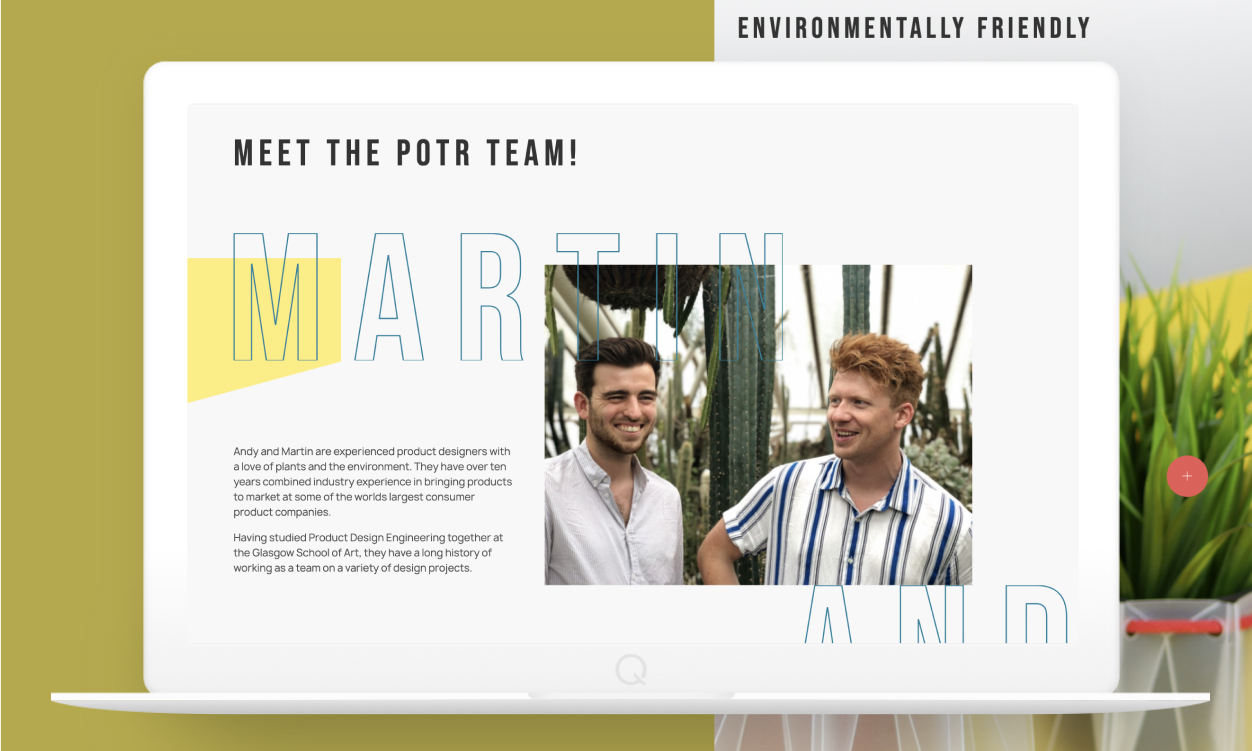 ENVIRONMENTALLY FRIENDLY
MEET THE POTR TEAM!
MARTIN
Andy and Martin are experienced product designers with
a love of plants and the environment. They have over ten
years combined industry experience in bringing products
to market at some of the worlds largest consumer
product companies.
Having studied Product Design Engineering together at
the Glasgow School of Art, they have a long history of
working as a team on a variety of design projects.
AND